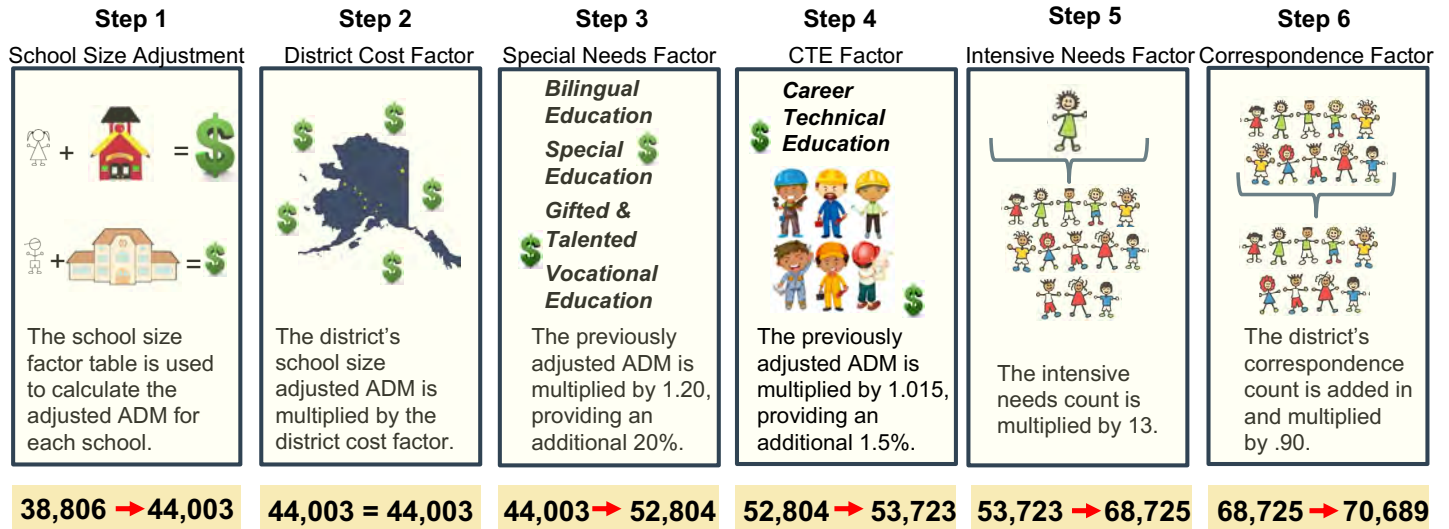 Step 1
School Size Adjustment
+ =
+ =
The school size
factor table is used
to calculate the
adjusted ADM for
each school.
38,806 → 44,003
Step 2
District Cost Factor
The district’s
school size
adjusted ADM is
multiplied by the
district cost factor.
44,003 = 44,003
Step 3
Special Needs Factor
Bilingual
Education
Special
Education
Gifted &
Talented
Vocational
Education
The previously
adjusted ADM is
multiplied by 1.20,
providing an
additional 20%.
44,003 → 52,804
Step 4
CTE Factor
Career
Technical
Education
The previously
adjusted ADM is
multiplied by 1.015,
providing an
additional 1.5%.
52,804 → 53,723
Step 5
Intensive Needs Factor
The intensive
needs count is
multiplied by 13.
53,723 → 68,725
Step 6
Correspondence Factor
The district’s
correspondence
count is added in
and multiplied
by .90.
68,725 → 70,689